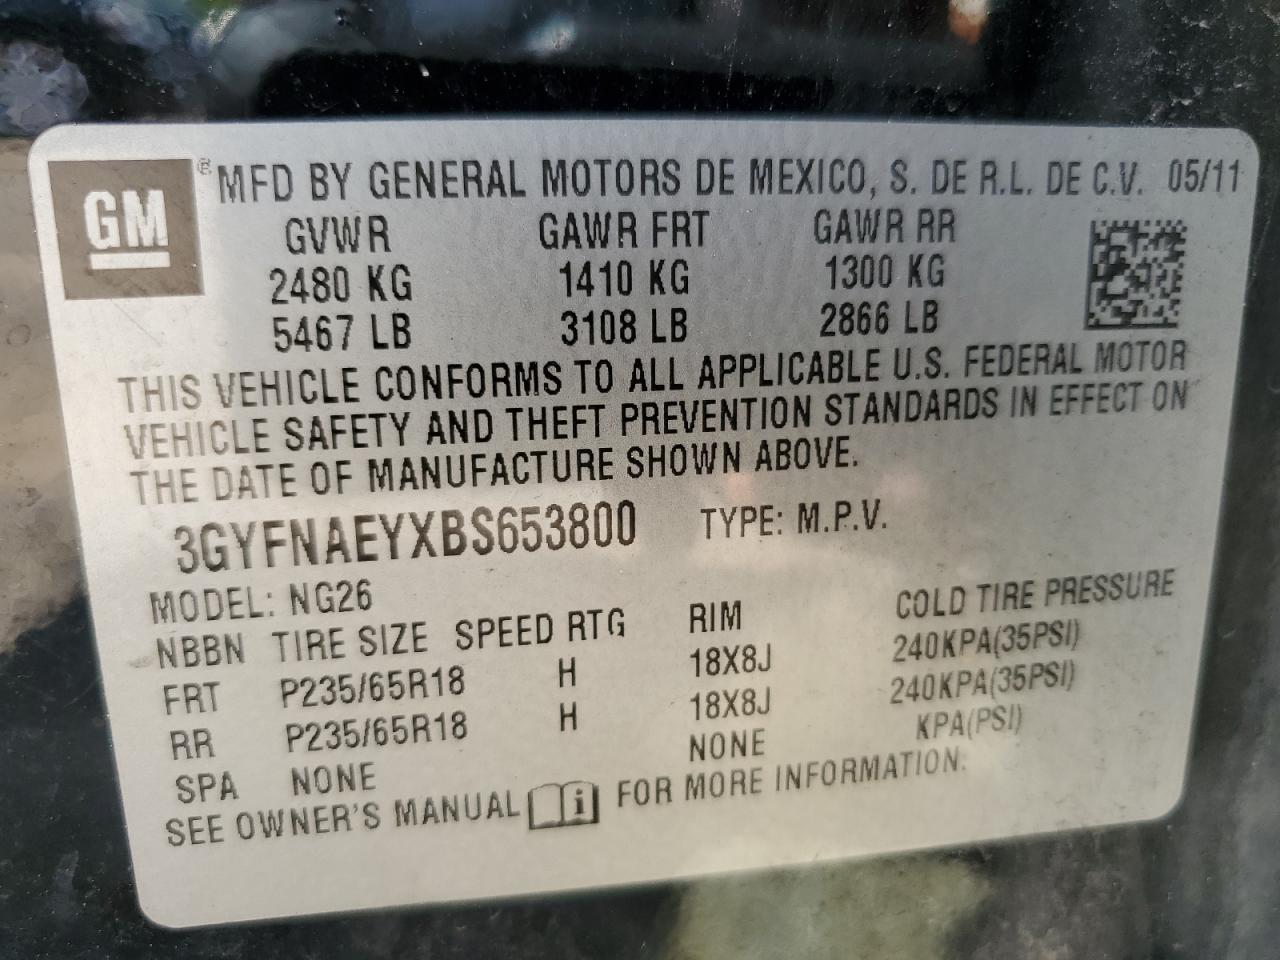 GM ® MFD BY GENERAL MOTORS DE MEXICO, S. DE R.L. DE C.V. 05/11
GVWR GAWR FRT GAWR RR
2480 KG 1410 KG 1300 KG
5467 LB 3108 LB 2866 LB
THIS VEHICLE CONFORMS TO ALL APPLICABLE U.S. FEDERAL MOTOR
VEHICLE SAFETY AND THEFT PREVENTION STANDARDS IN EFFECT ON
THE DATE OF MANUFACTURE SHOWN ABOVE.
3GYFNAEYXBS653800 TYPE: M.P.V.
MODEL: NG26
NBBN TIRE SIZE SPEED RTG RIM COLD TIRE PRESSURE
FRT P235/65R18 H 18X8J 240KPA(35PSI)
RR P235/65R18 H 18X8J 240KPA(35PSI)
SPA NONE NONE KPA(PSI)
SEE OWNER'S MANUAL i FOR MORE INFORMATION.